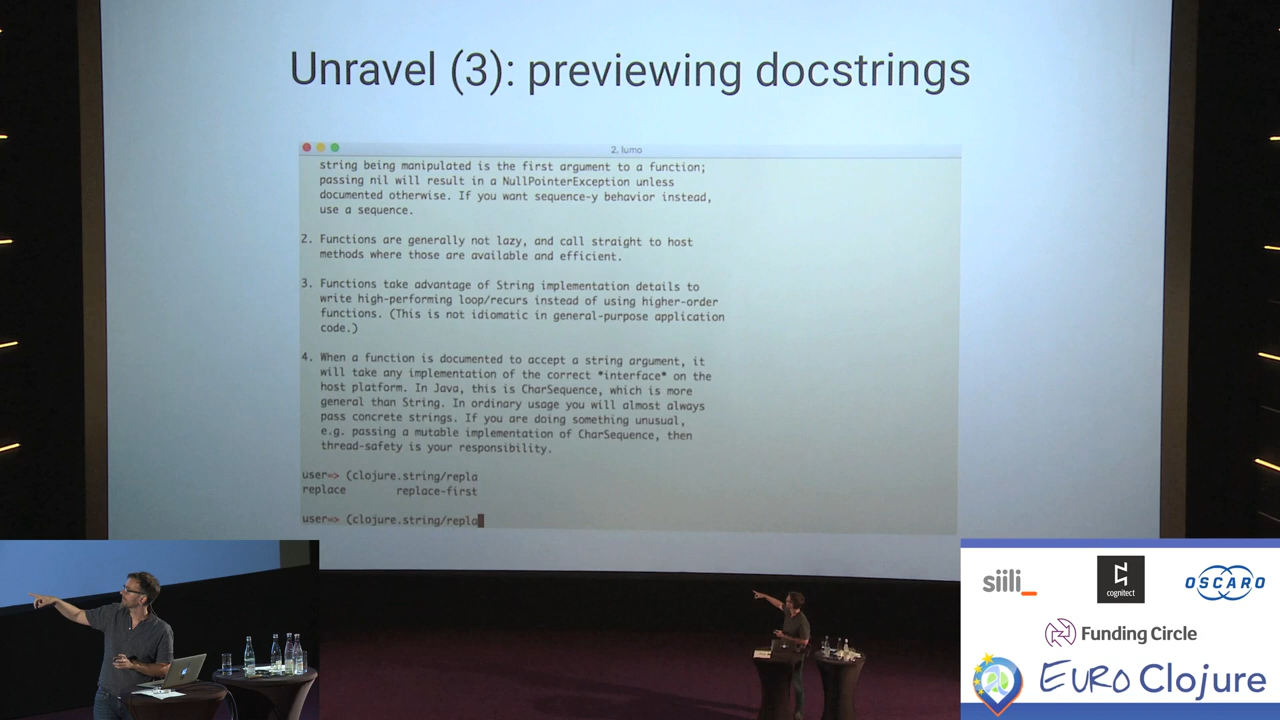 Unravel (3): previewing docstrings
2. lumo
string being manipulated is the first argument to a function;
passing nil will result in a NullPointerException unless
documented otherwise. If you want sequence-y behavior instead,
use a sequence.
2. Functions are generally not lazy, and call straight to host
methods where those are available and efficient.
3. Functions take advantage of String implementation details to
write high-performing loop/recurs instead of using higher-order
functions. (This is not idiomatic in general-purpose application
code.)
4. When a function is documented to accept a string argument, it
will take any implementation of the correct *interface* on the
host platform. In Java, this is CharSequence, which is more
general than String. In ordinary usage you will almost always
pass concrete strings. If you are doing something unusual,
e.g. passing a mutable implementation of CharSequence, then
thread-safety is your responsibility.
user=> (clojure.string/repla
replace replace-first
user=> (clojure.string/repla
siili_
cognitect
OSCARO
Funding Circle
EURO Clojure